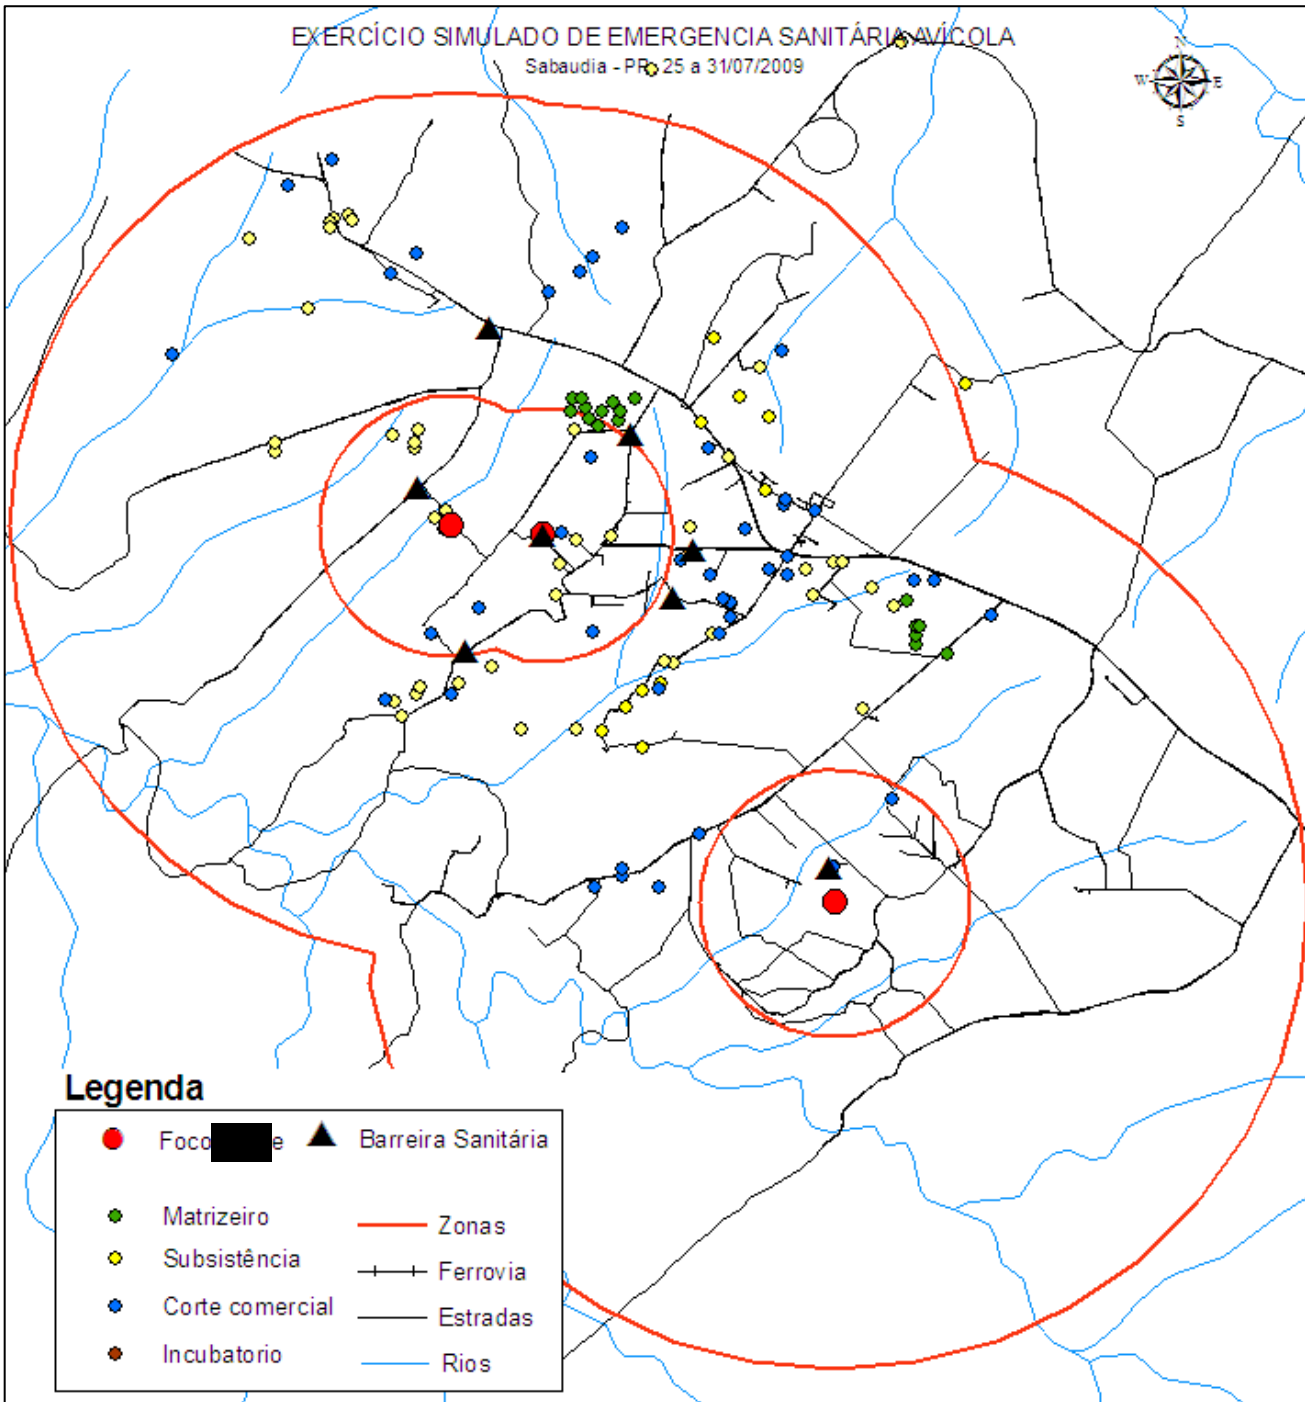 EXERCÍCIO SIMULADO DE EMERGENCIA SANITÁRIA AVÍCOLA
Sabaudia - PR, 25 a 31/07/2009
N
W E
S
Legenda
Foco e
Barreira Sanitária
Matrizeiro
Subsistência
Corte comercial
Incubatorio
Zonas
Ferrovia
Estradas
Rios